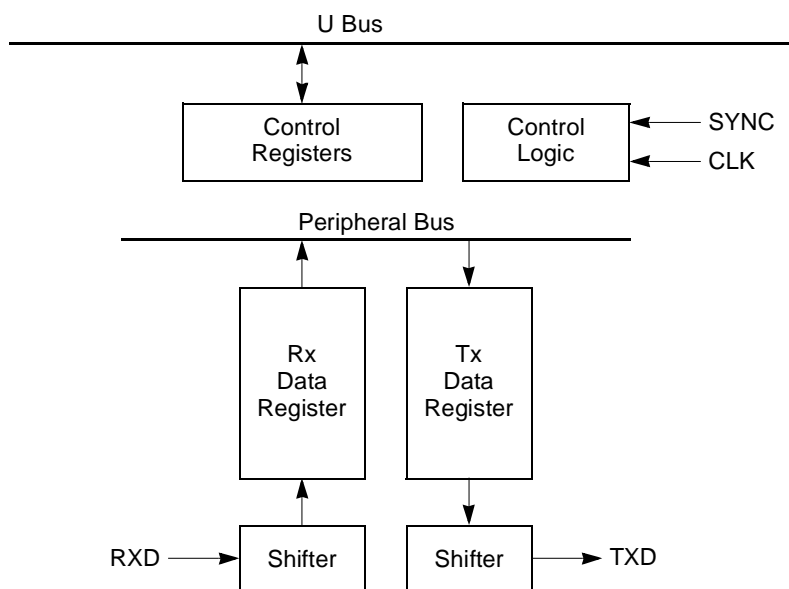 U Bus
Control
Registers
Control
Logic
SYNC
CLK
Peripheral Bus
Rx
Data
Register
Tx
Data
Register
RXD
Shifter
Shifter
TXD